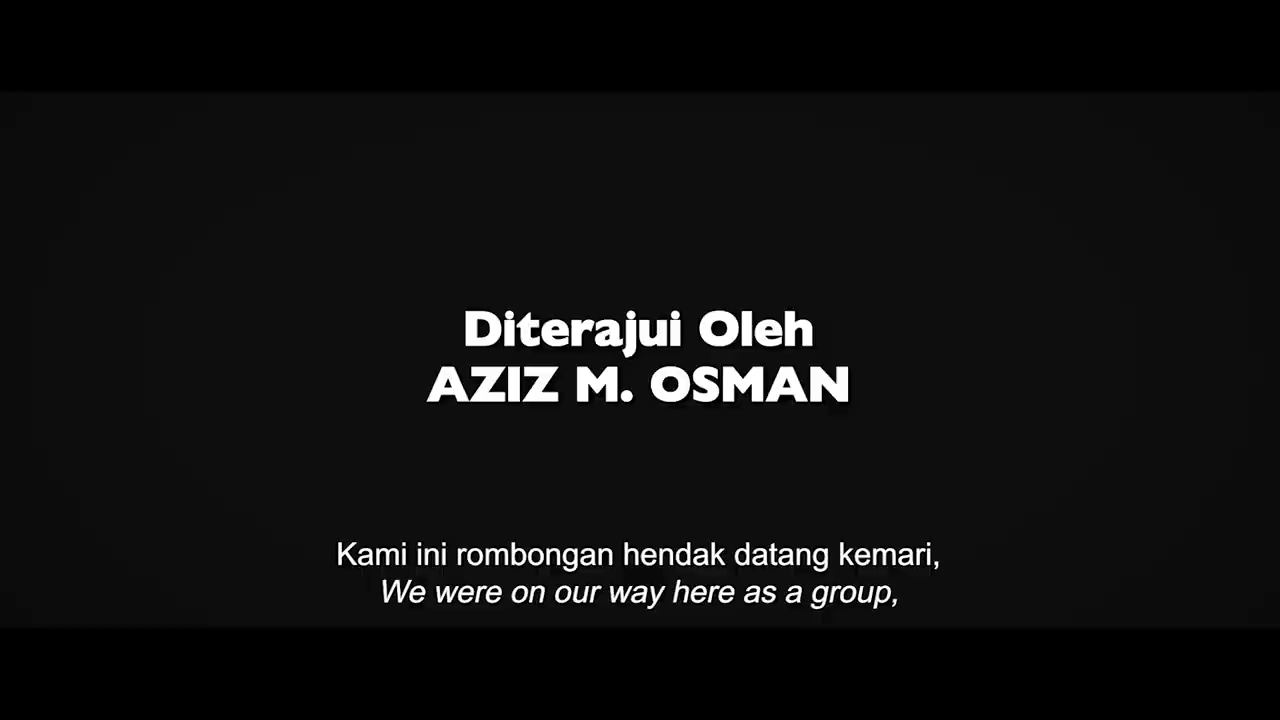 Diterajui Oleh
AZIZ M. OSMAN
Kami ini rombongan hendak datang kemari,
We were on our way here as a group,